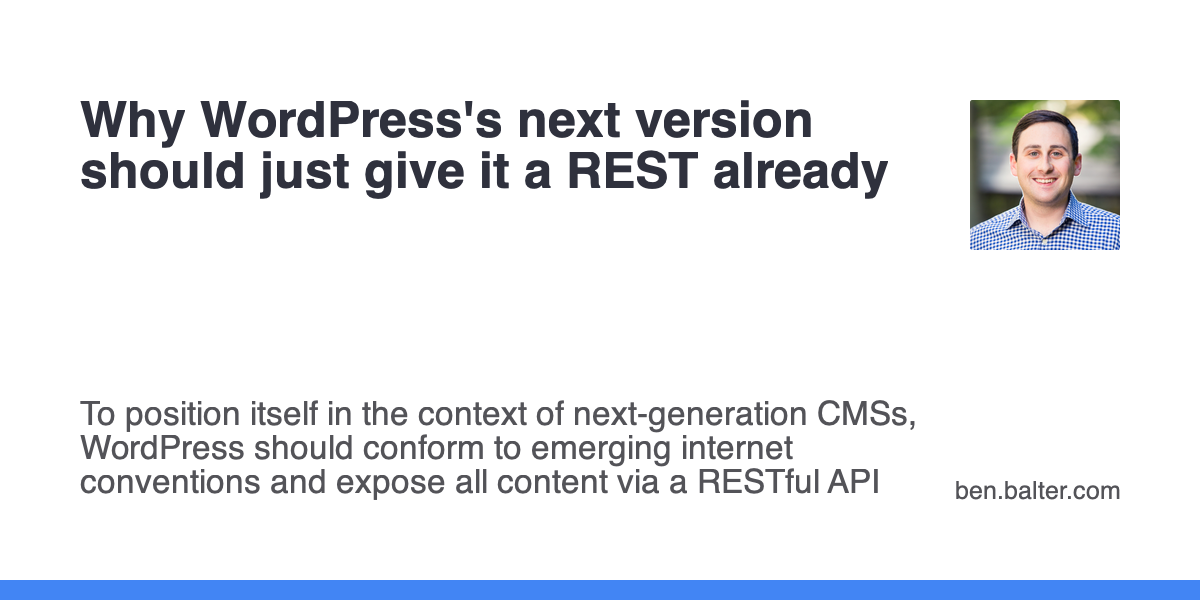 Why WordPress's next version
should just give it a REST already
To position itself in the context of next-generation CMSs,
WordPress should conform to emerging internet
conventions and expose all content via a RESTful API
ben.balter.com